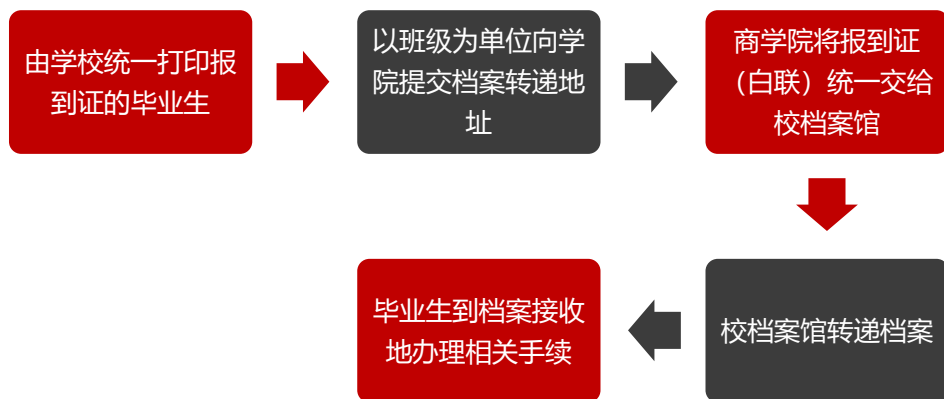 由学校统一打印报
到证的毕业生
以班级为单位向学
院提交档案转递地
址
商学院将报到证
（白联）统一交给
校档案馆
校档案馆转递档案
毕业生到档案接收
地办理相关手续